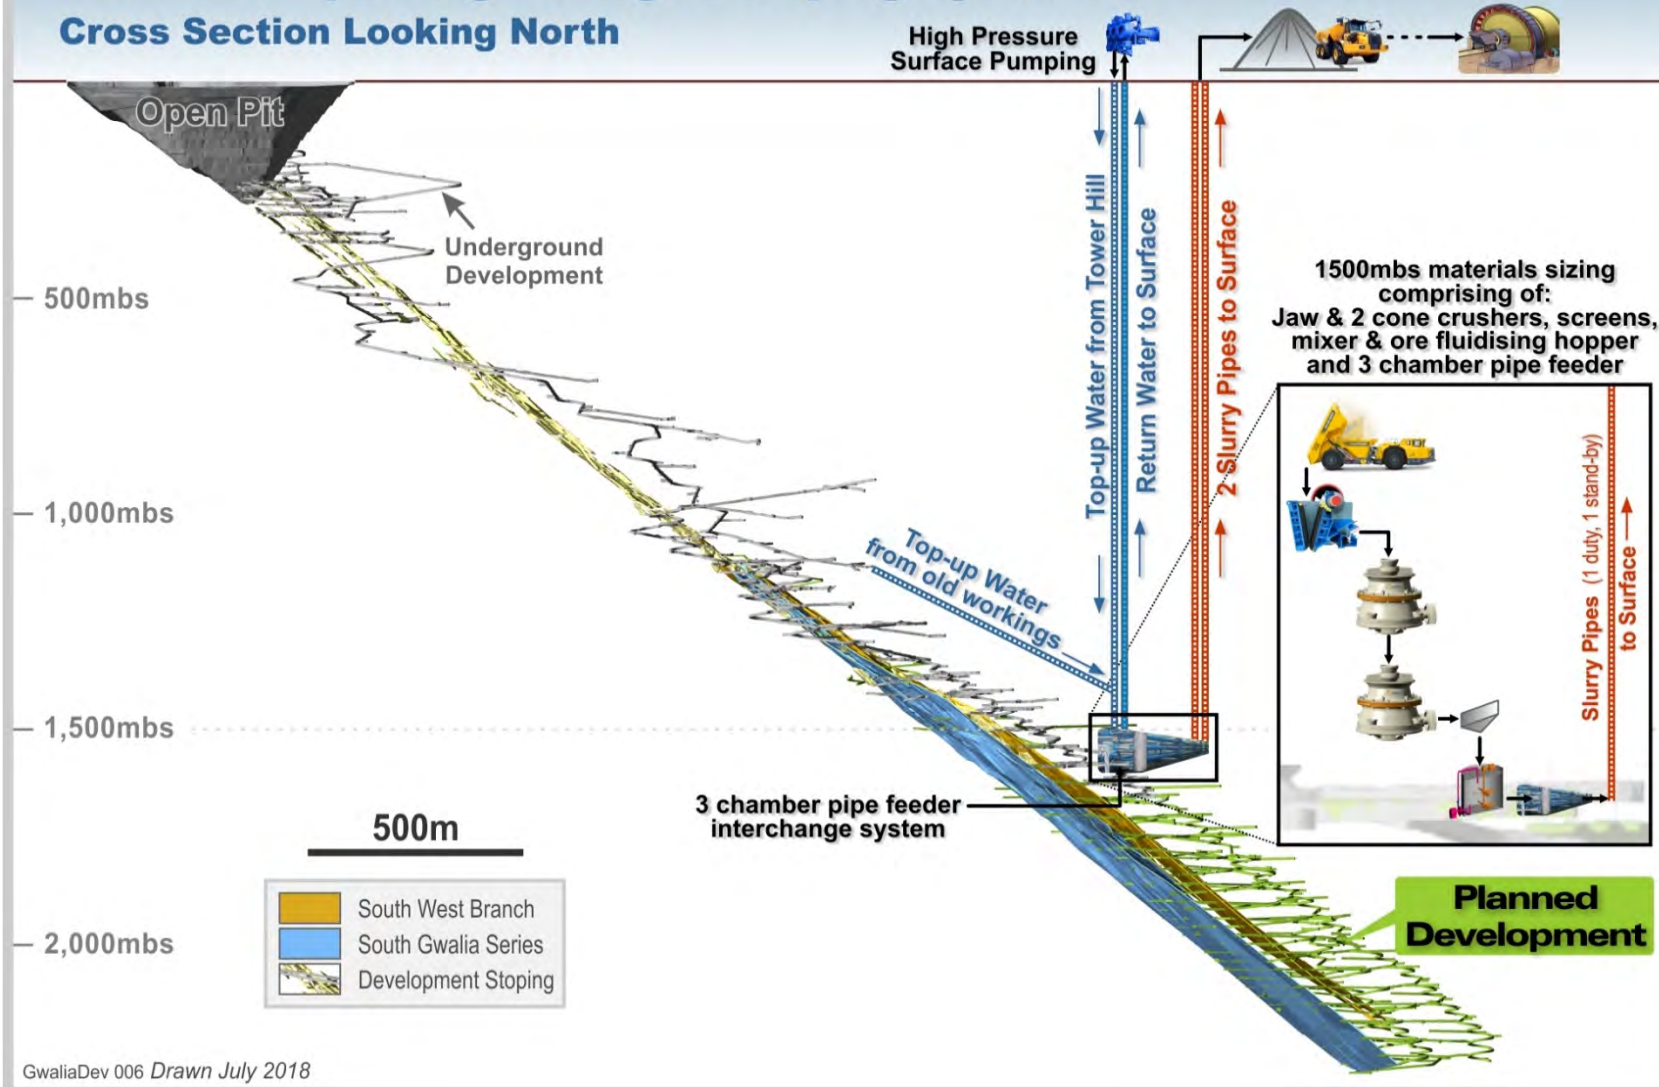 Cross Section Looking North
High Pressure
Surface Pumping
Open Pit
Underground
Development
500mbs
1,000mbs
1,500mbs
2,000mbs
Top-up Water from Tower Hill
Return Water to Surface
2 Slurry Pipes to Surface
Top-up Water
from old workings
1500mbs materials sizing
comprising of:
Jaw & 2 cone crushers, screens,
mixer & ore fluidising hopper
and 3 chamber pipe feeder
Slurry Pipes (1 duty, 1 stand-by)
to Surface
3 chamber pipe feeder
interchange system
500m
South West Branch
South Gwalia Series
Development Stoping
Planned
Development
GwaliaDev 006 Drawn July 2018